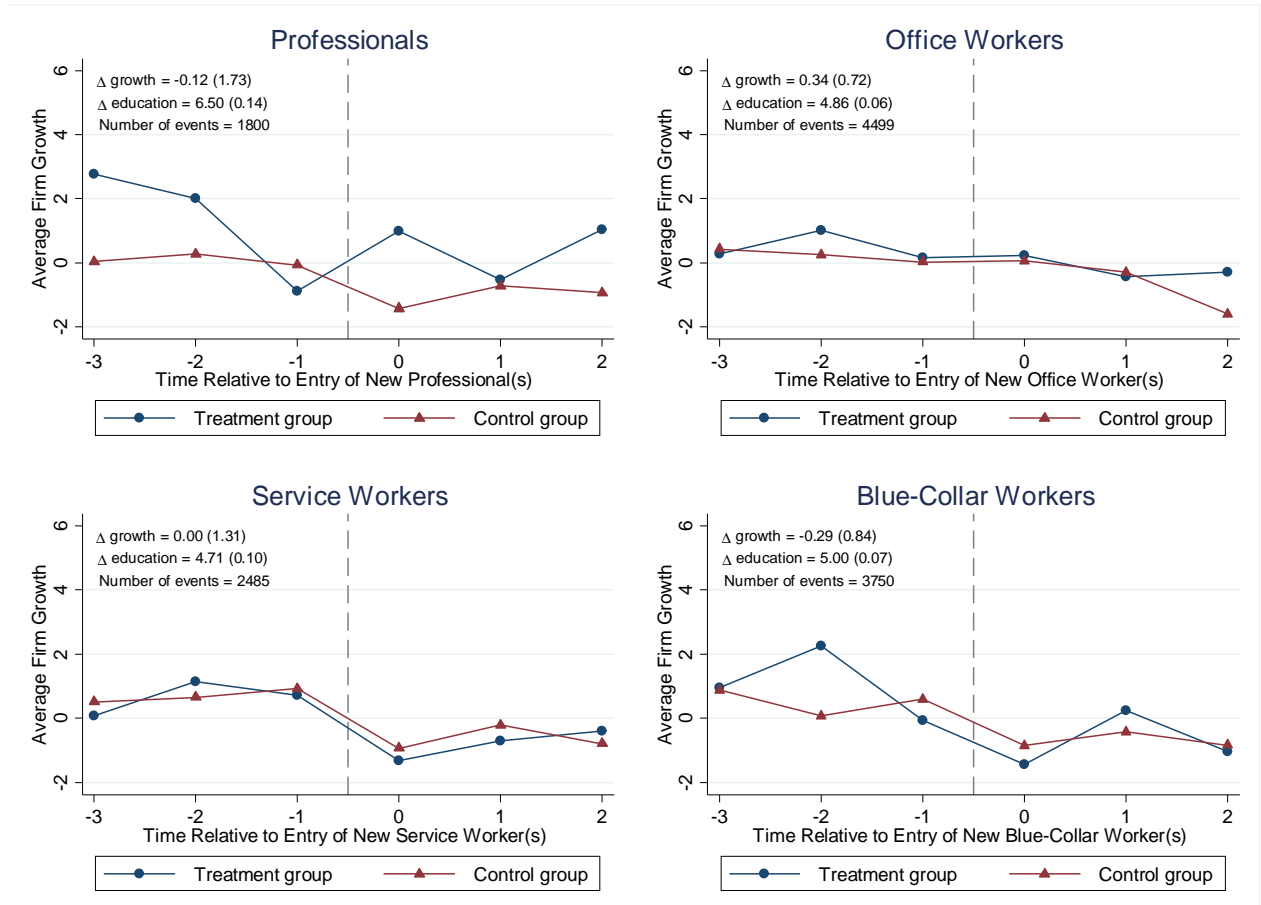 Professionals
Δ growth = -0.12 (1.73)
Δ education = 6.50 (0.14)
Number of events = 1800
Average Firm Growth
6
4
2
0
-2
-3 -2 -1 0 1 2
Time Relative to Entry of New Professional(s)
Treatment group Control group
Office Workers
Δ growth = 0.34 (0.72)
Δ education = 4.86 (0.06)
Number of events = 4499
Average Firm Growth
6
4
2
0
-2
-3 -2 -1 0 1 2
Time Relative to Entry of New Office Worker(s)
Treatment group Control group
Service Workers
Δ growth = 0.00 (1.31)
Δ education = 4.71 (0.10)
Number of events = 2485
Average Firm Growth
6
4
2
0
-2
-3 -2 -1 0 1 2
Time Relative to Entry of New Service Worker(s)
Treatment group Control group
Blue-Collar Workers
Δ growth = -0.29 (0.84)
Δ education = 5.00 (0.07)
Number of events = 3750
Average Firm Growth
6
4
2
0
-2
-3 -2 -1 0 1 2
Time Relative to Entry of New Blue-Collar Worker(s)
Treatment group Control group